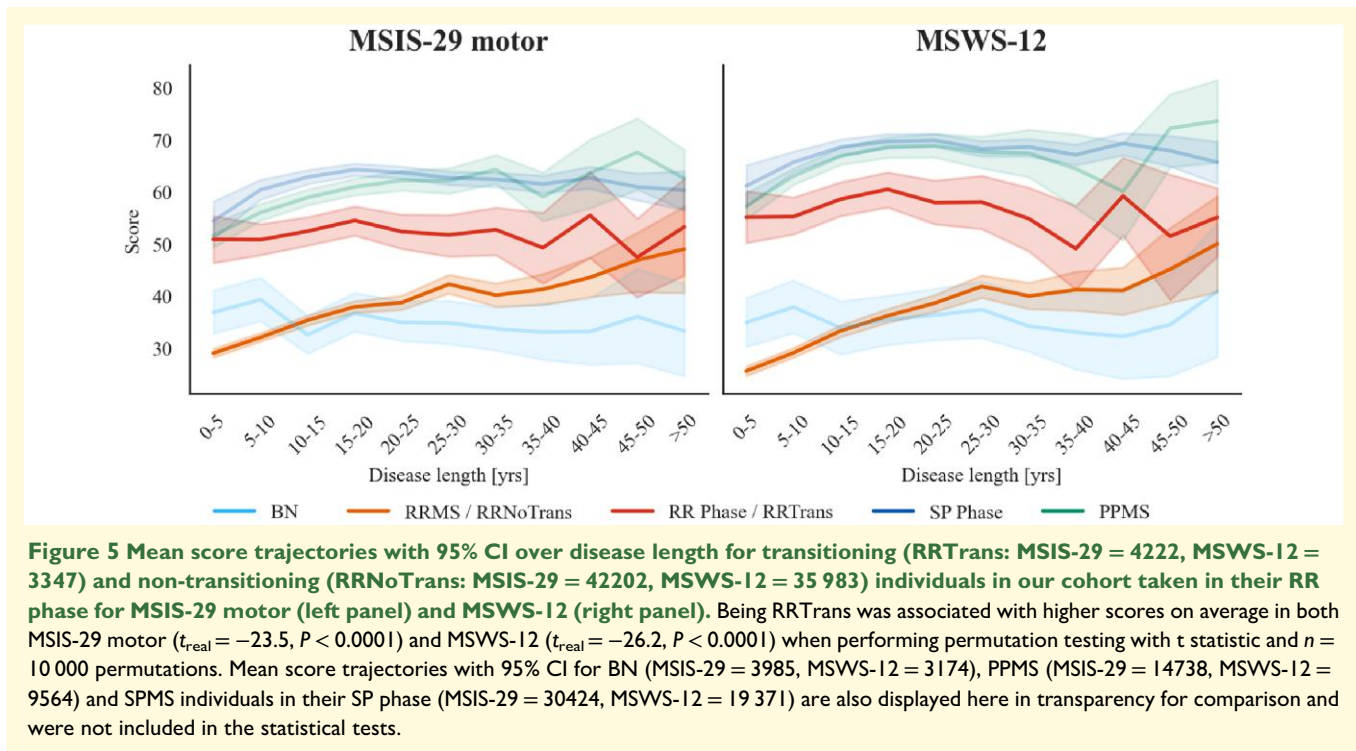 MSIS-29 motor
MSWS-12
80
70
60
50
40
30
Score
0-5
5-10
10-15
15-20
20-25
25-30
30-35
35-40
40-45
45-50
>50
0-5
5-10
10-15
15-20
20-25
25-30
30-35
35-40
40-45
45-50
>50
Disease length [yrs]
Disease length [yrs]
BN
RRMS / RRNoTrans
RR Phase / RRTrans
SP Phase
PPMS
Figure 5 Mean score trajectories with 95% CI over disease length for transitioning (RRTrans: MSIS-29 = 4222, MSWS-12 =
3347) and non-transitioning (RRNoTrans: MSIS-29 = 42202, MSWS-12 = 35 983) individuals in our cohort taken in their RR
phase for MSIS-29 motor (left panel) and MSWS-12 (right panel). Being RRTrans was associated with higher scores on average in both
MSIS-29 motor (t_real = −23.5, P < 0.0001) and MSWS-12 (t_real = −26.2, P < 0.0001) when performing permutation testing with t statistic and n =
10 000 permutations. Mean score trajectories with 95% CI for BN (MSIS-29 = 3985, MSWS-12 = 3174), PPMS (MSIS-29 = 14738, MSWS-12 =
9564) and SPMS individuals in their SP phase (MSIS-29 = 30424, MSWS-12 = 19 371) are also displayed here in transparency for comparison and
were not included in the statistical tests.